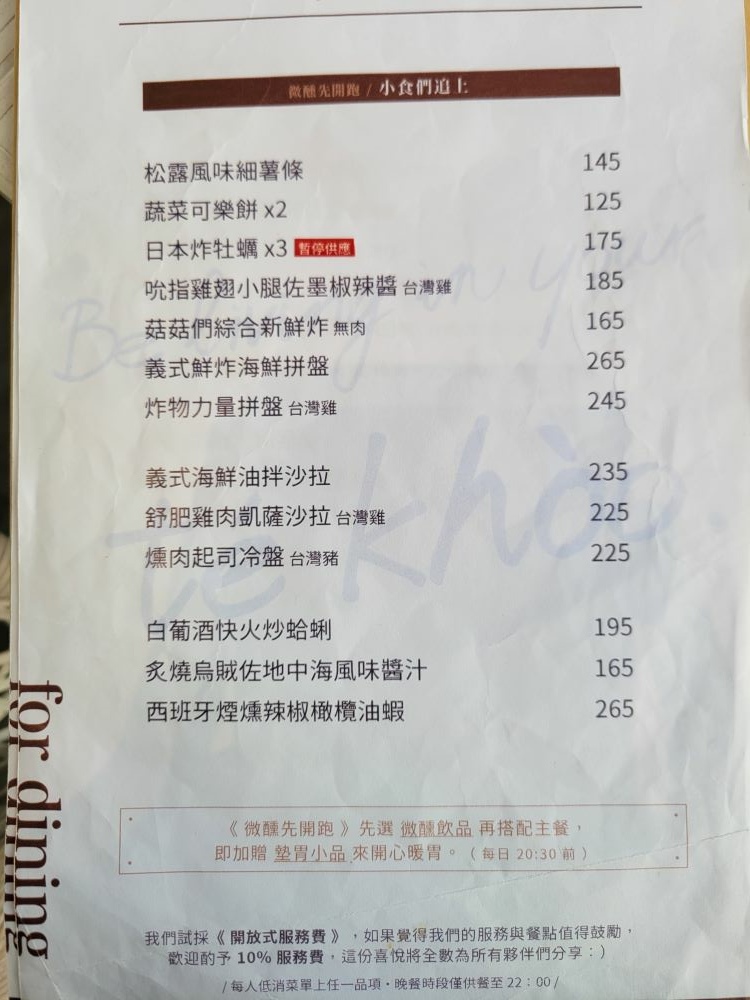 微醺先開跑 / 小食們追上
松露風味細薯條 145
蔬菜可樂餅 x2 125
日本炸牡蠣 x3 暫停供應 175
吮指雞翅小腿佐墨椒辣醬 台灣雞 185
菇菇們綜合新鮮炸 無肉 165
義式鮮炸海鮮拼盤 265
炸物力量拼盤 台灣雞 245
義式海鮮油拌沙拉 235
舒肥雞肉凱薩沙拉 台灣雞 225
燻肉起司冷盤 台灣豬 225
白葡酒快火炒蛤蜊 195
炙燒烏賊佐地中海風味醬汁 165
西班牙煙燻辣椒橄欖油蝦 265
《 微醺先開跑 》 先選 微醺飲品 再搭配主餐，
即加贈 墊胃小品 來開心暖胃。（ 每日 20:30 前 ）
我們試採《 開放式服務費 》，如果覺得我們的服務與餐點值得鼓勵，
歡迎酌予 10% 服務費，這份喜悅將全數為所有夥伴們分享：）
/ 每人低消菜單上任一品項・晚餐時段僅供餐至 22：00 /
for dining
té khòo.